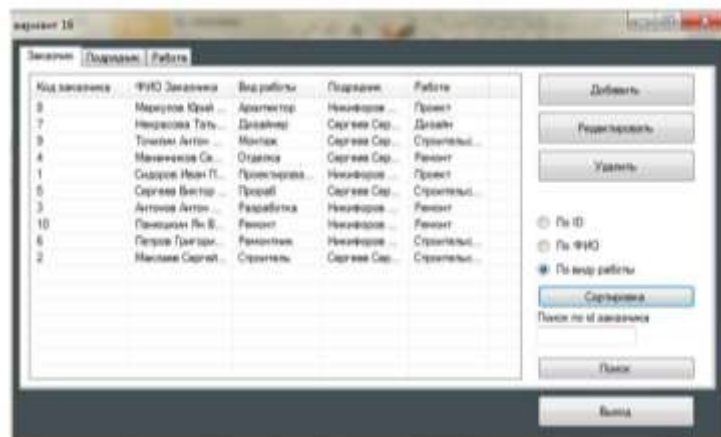 вариант 16
Заказчик Подрядчик Работа
Код заказчика ФИО Заказчика Вид работы Подрядчик Работа
8 Меркулов Юрий ... Архитектор Никифоров ... Проект
7 Некрасова Тать... Дизайнер Сергеев Сер... Дизайн
9 Точилин Антон ... Монтаж Сергеев Сер... Строительс...
4 Отделка Сергеев Сер... Ремонт
1 Сидоров Иван П... Проектирова... Никифоров ... Проект
5 Сергеев Виктор ... Прораб Сергеев Сер... Строительс...
3 Антонов Антон ... Разработка Никифоров ... Ремонт
10 Ян В... Ремонт Никифоров ... Ремонт
6 Петров Григори... Ремонтник Никифоров ... Строительс...
2 Сергей... Строитель Сергеев Сер... Строительс...
Добавить
Редактировать
Удалить
По ID
По ФИО
По виду работы
Сортировка
Поиск по id заказчика
Поиск
Выход